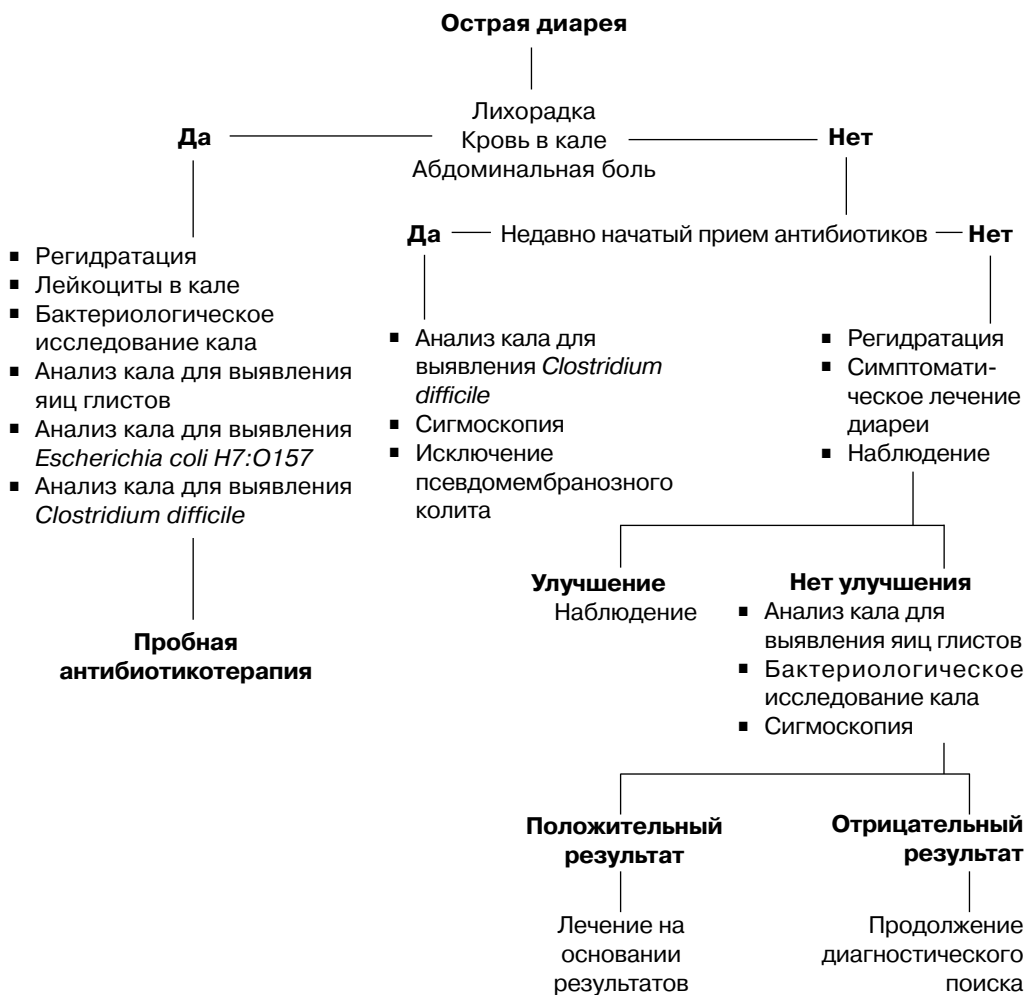 Острая диарея
Лихорадка
Да
Кровь в кале
Нет
Абдоминальная боль
Да
Недавно начатый прием антибиотиков
Нет
▪ Регидратация
▪ Лейкоциты в кале
▪ Бактериологическое
исследование кала
▪ Анализ кала для выявления
яиц глистов
▪ Анализ кала для выявления
Escherichia coli H7:O157
▪ Анализ кала для выявления
Clostridium difficile
Пробная
антибиотикотерапия
▪ Анализ кала для
выявления Clostridium
difficile
▪ Сигмоскопия
▪ Исключение
псевдомембранозного
колита
▪ Регидратация
▪ Симптомати-
ческое лечение
диареи
▪ Наблюдение
Улучшение
Наблюдение
Нет улучшения
▪ Анализ кала для
выявления яиц глистов
▪ Бактериологическое
исследование кала
▪ Сигмоскопия
Положительный
результат
Лечение на
основании
результатов
Отрицательный
результат
Продолжение
диагностического
поиска